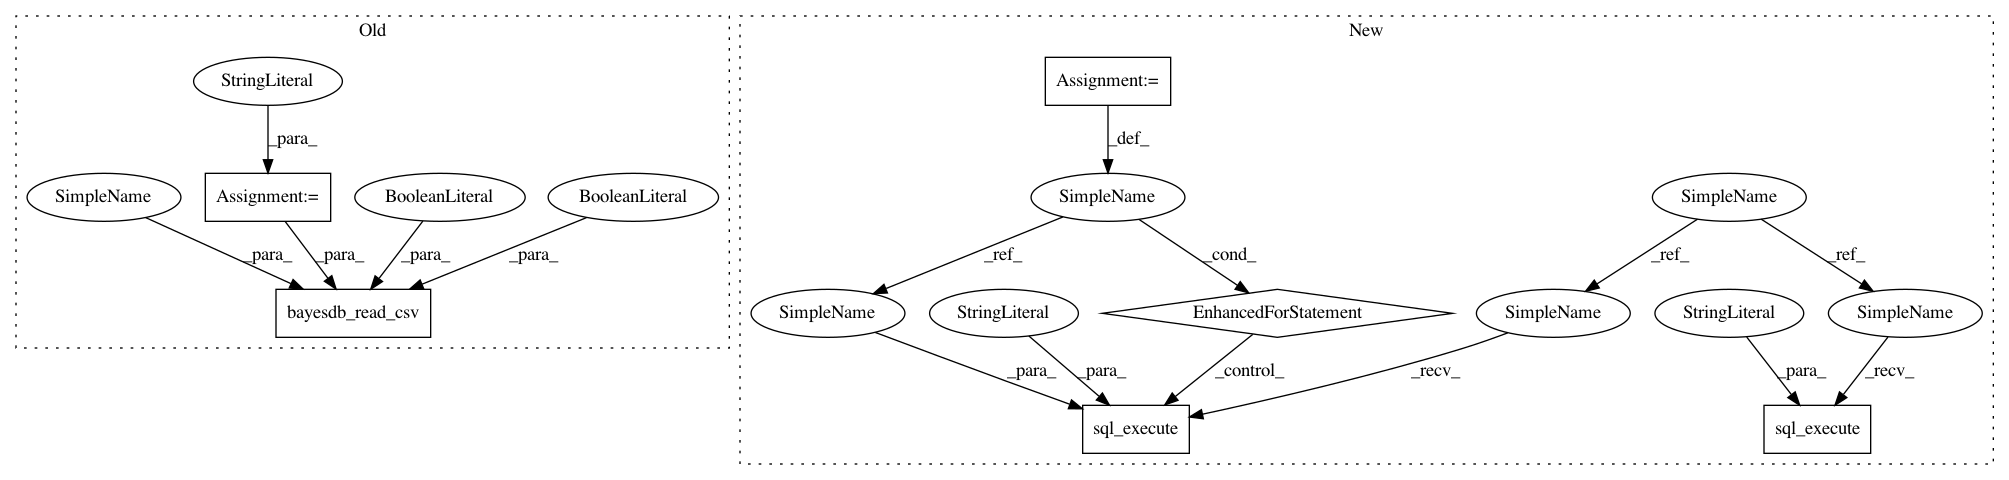 Old
New
StringLiteral
Assignment:=
_para_
_def_
SimpleName
Assignment:=
BooleanLiteral
BooleanLiteral
SimpleName
SimpleName
_para_
_para_
_para_
_para_
_ref_
_cond_
_ref_
_ref_
bayesdb_read_csv
SimpleName
StringLiteral
EnhancedForStatement
SimpleName
StringLiteral
SimpleName
_para_
_para_
_control_
_recv_
_para_
_recv_
sql_execute
sql_execute